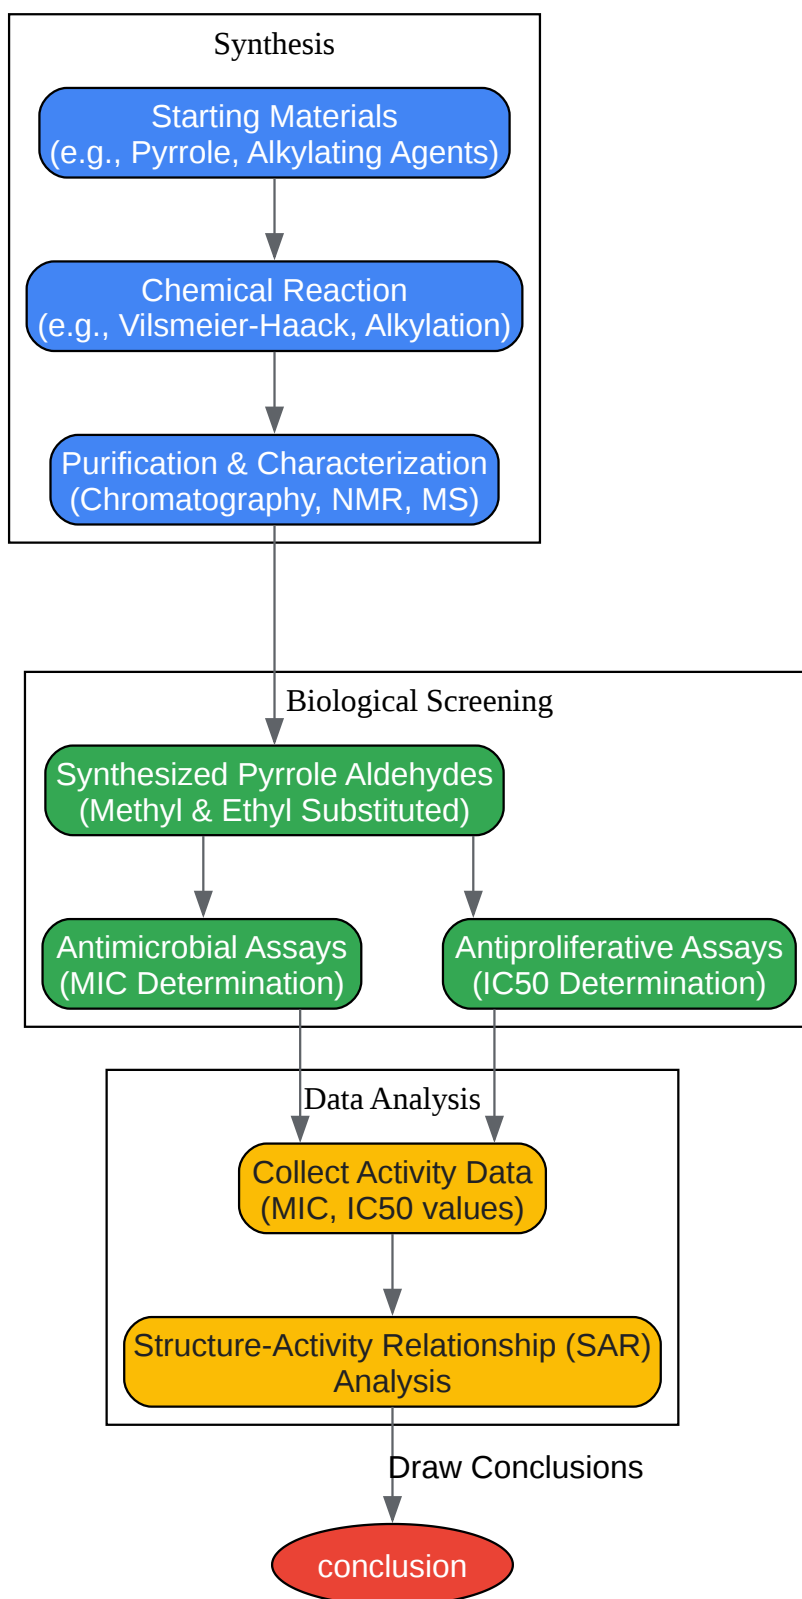 Synthesis
Starting Materials
(e.g., Pyrrole, Alkylating Agents)
Chemical Reaction
(e.g., Vilsmeier-Haack, Alkylation)
Purification & Characterization
(Chromatography, NMR, MS)
Biological Screening
Synthesized Pyrrole Aldehydes
(Methyl & Ethyl Substituted)
Antimicrobial Assays
(MIC Determination)
Antiproliferative Assays
(IC50 Determination)
Data Analysis
Collect Activity Data
(MIC, IC50 values)
Structure-Activity Relationship (SAR)
Analysis
Draw Conclusions
conclusion